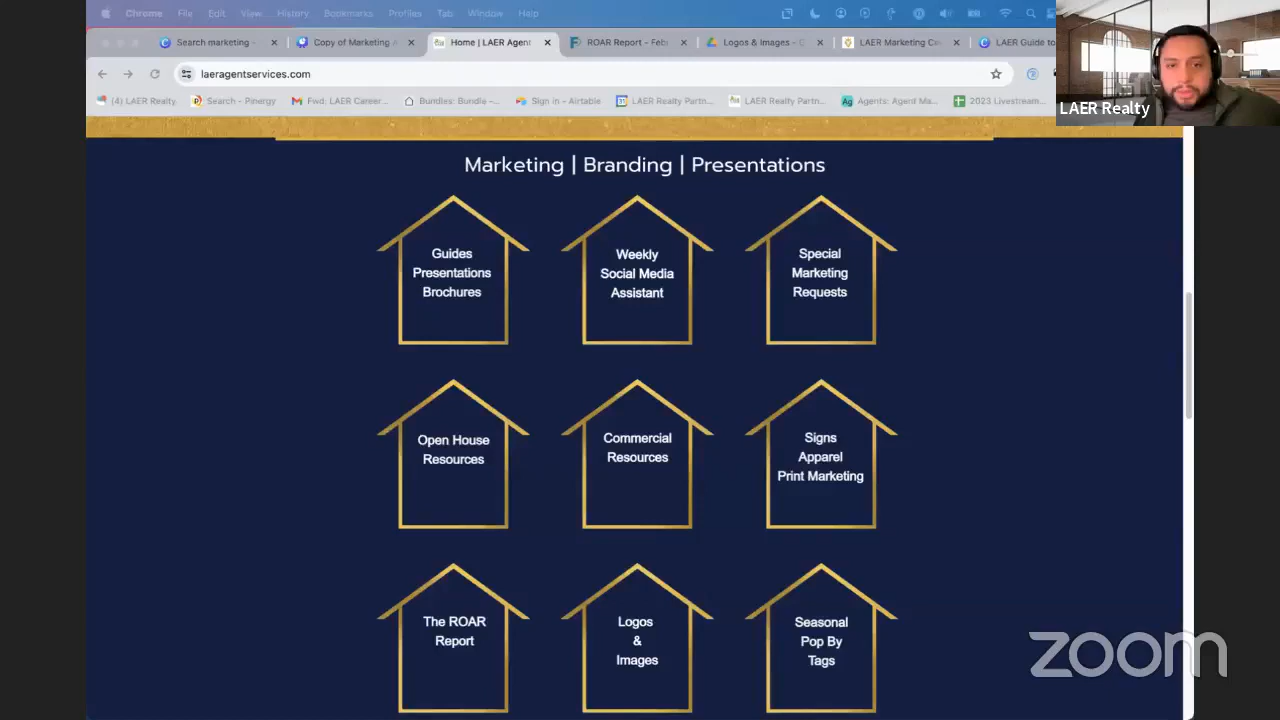 Chrome File Edit View History Bookmarks Profiles Tab Window Help
Search marketing -
Copy of Marketing A
Home | LAER Agent
ROAR Report - Feb
Logos & Images - 
LAER Marketing Ce
LAER Guide to
laeragentservices.com
(4) LAER Realty
Search - Pinergy
Fwd: LAER Career...
Bundles: Bundle -...
Sign in - Airtable
LAER Realty Partn...
LAER Realty Partn...
Agents: Agent Ma...
2023 Livestream...
LAER Realty
Marketing | Branding | Presentations
Guides
Presentations
Brochures
Weekly
Social Media
Assistant
Special
Marketing
Requests
Open House
Resources
Commercial
Resources
Signs
Apparel
Print Marketing
The ROAR
Report
Logos
&
Images
Seasonal
Pop By
Tags
zoom